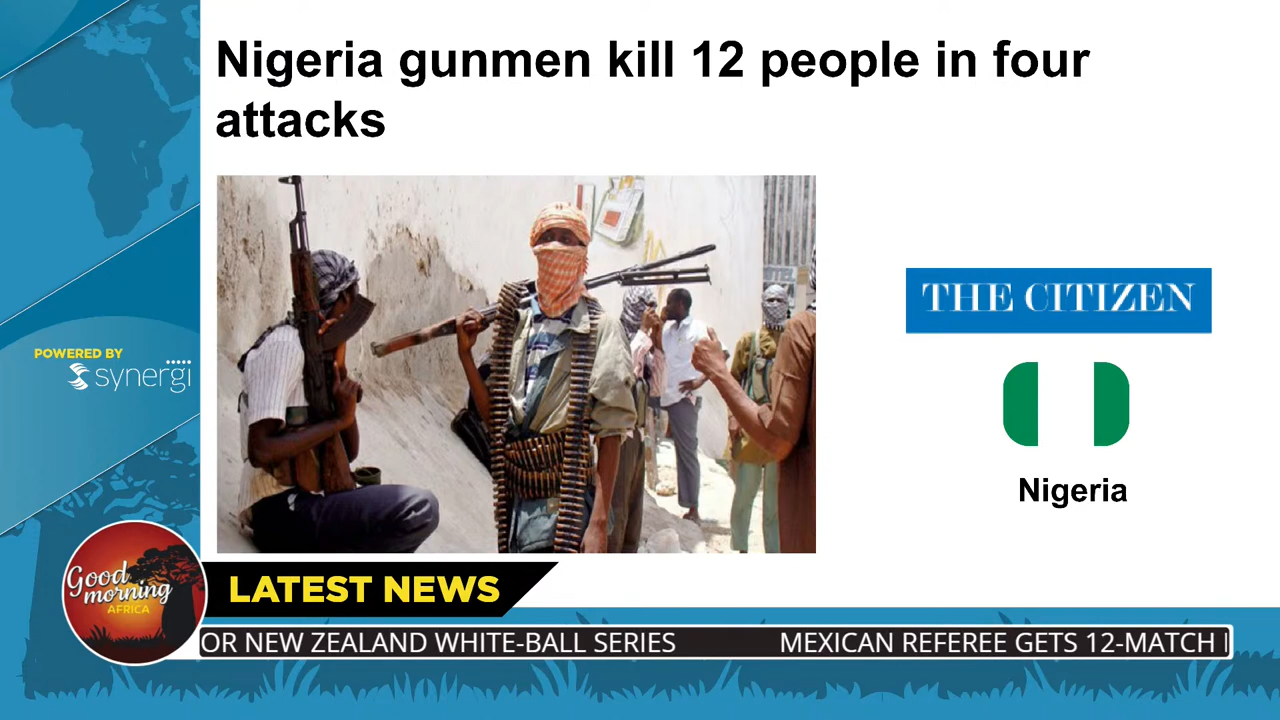 Nigeria gunmen kill 12 people in four
attacks
THE CITIZEN
POWERED BY
synergi
Nigeria
Good
morning
AFRICA
LATEST NEWS
OR NEW ZEALAND WHITE-BALL SERIES MEXICAN REFEREE GETS 12-MATCH